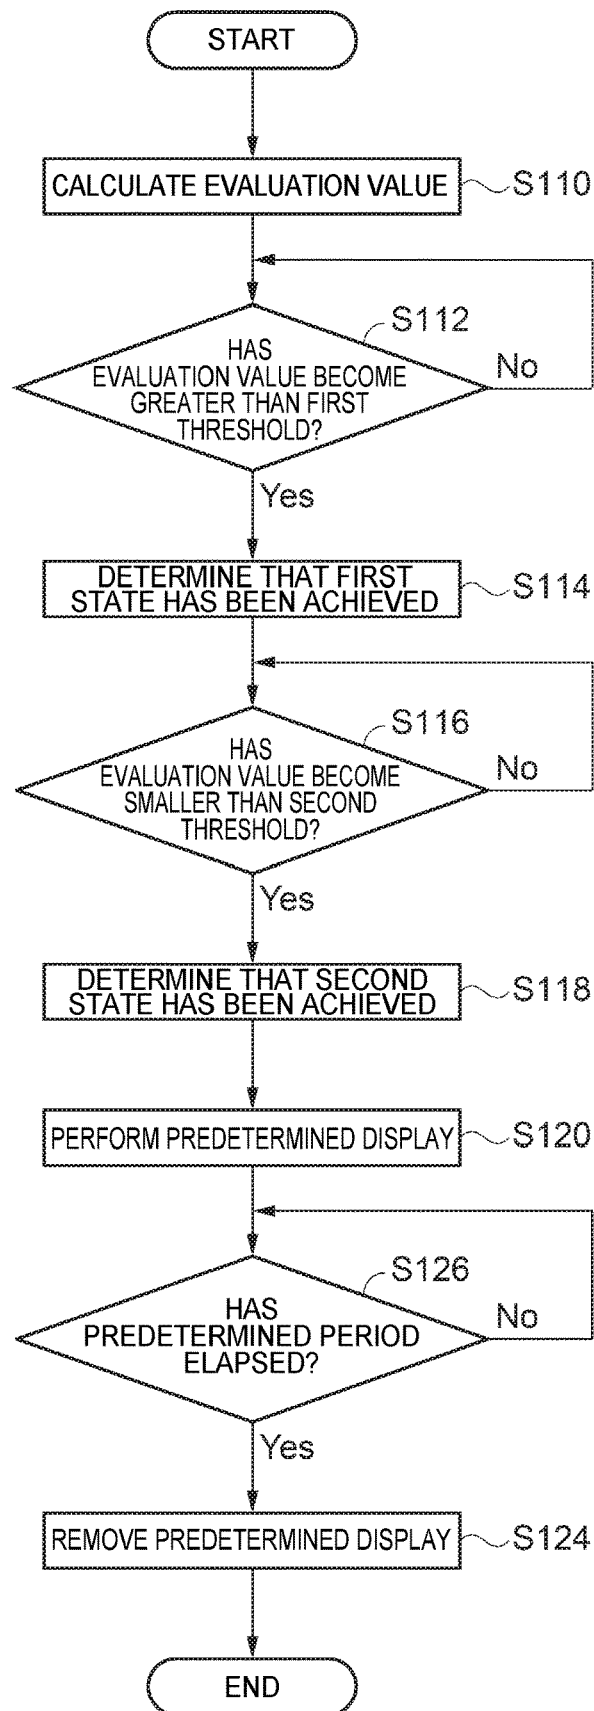 START
CALCULATE EVALUATION VALUE
S110
S112
HAS
EVALUATION VALUE BECOME
GREATER THAN FIRST
THRESHOLD?
No
Yes
DETERMINE THAT FIRST
STATE HAS BEEN ACHIEVED
S114
S116
HAS
EVALUATION VALUE BECOME
SMALLER THAN SECOND
THRESHOLD?
No
Yes
DETERMINE THAT SECOND
STATE HAS BEEN ACHIEVED
S118
PERFORM PREDETERMINED DISPLAY
S120
S126
HAS
PREDETERMINED PERIOD
ELAPSED?
No
Yes
REMOVE PREDETERMINED DISPLAY
S124
END